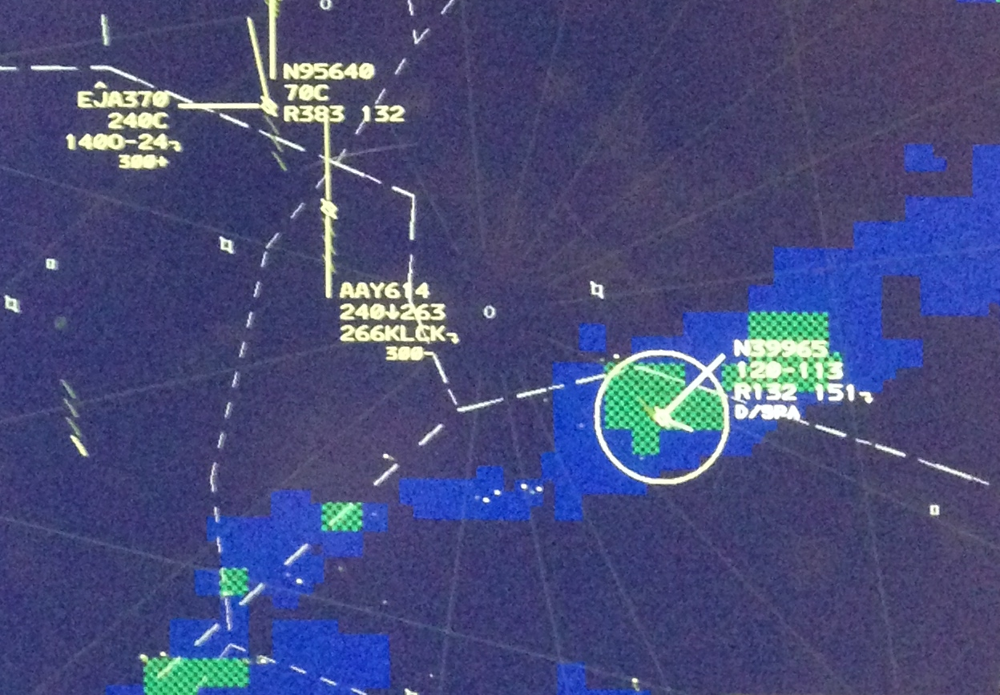 N95640
70C
R383 132
EJA370
240C
140O-24
300+
AAY614
240↓263
266KLCK
300-
N39965
120-113
R132 151
D/SPA